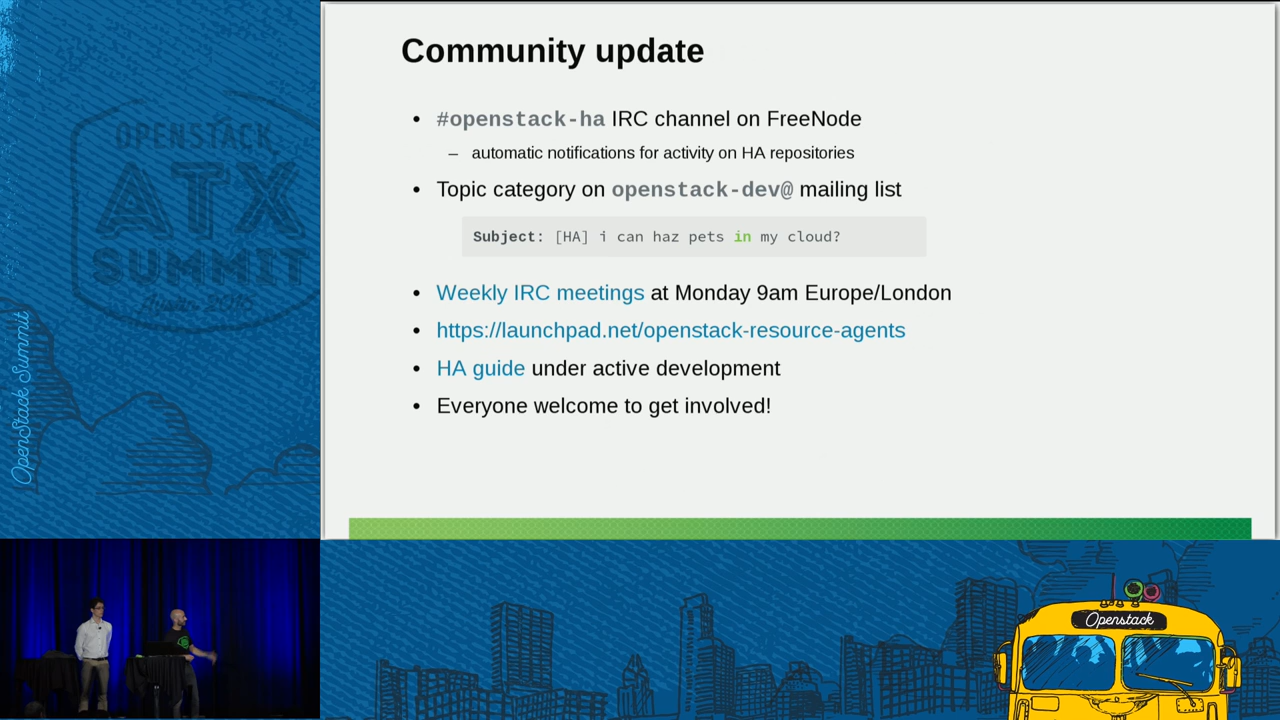 OPENSTACK
ATX
SUMMIT
Austin 2016
OpenStack Summit
Community update
• #openstack-ha IRC channel on FreeNode
– automatic notifications for activity on HA repositories
• Topic category on openstack-dev@ mailing list
Subject: [HA] i can haz pets in my cloud?
• Weekly IRC meetings at Monday 9am Europe/London
• https://launchpad.net/openstack-resource-agents
• HA guide under active development
• Everyone welcome to get involved!
Openstack